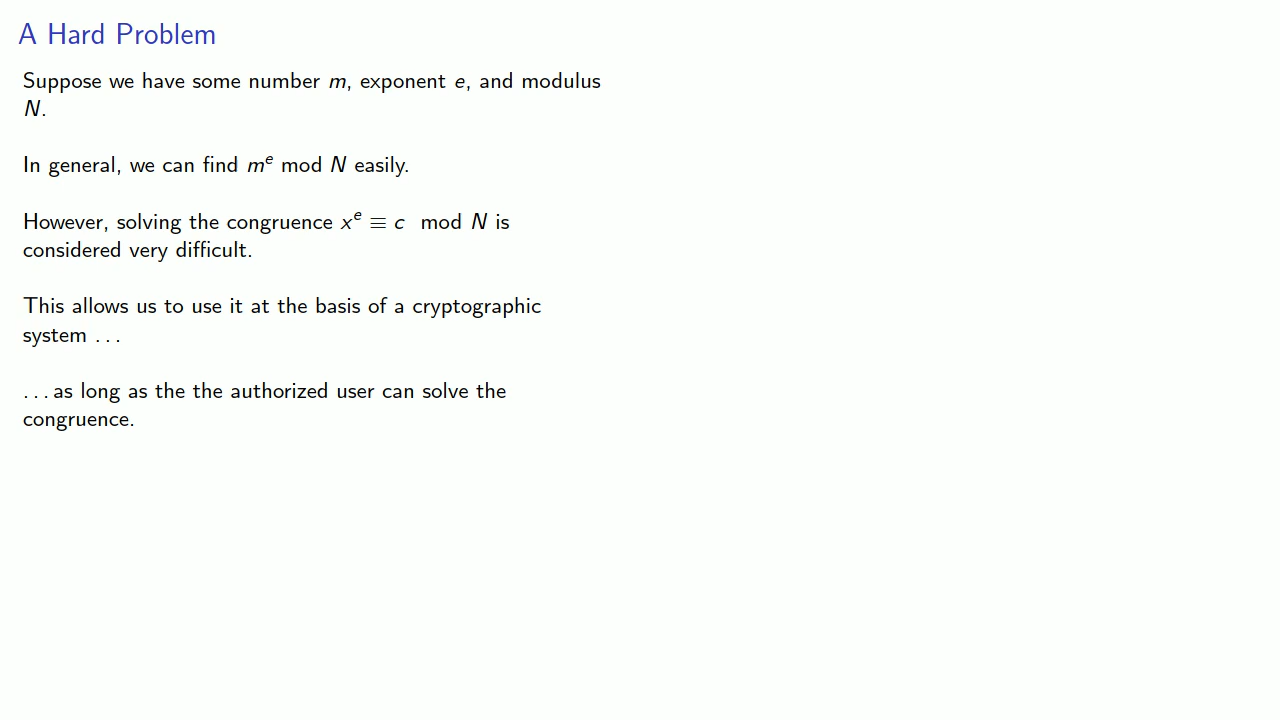 A Hard Problem
Suppose we have some number m, exponent e, and modulus
N.
In general, we can find mᵉ mod N easily.
However, solving the congruence xᵉ ≡ c mod N is
considered very difficult.
This allows us to use it at the basis of a cryptographic
system . . .
. . . as long as the the authorized user can solve the
congruence.